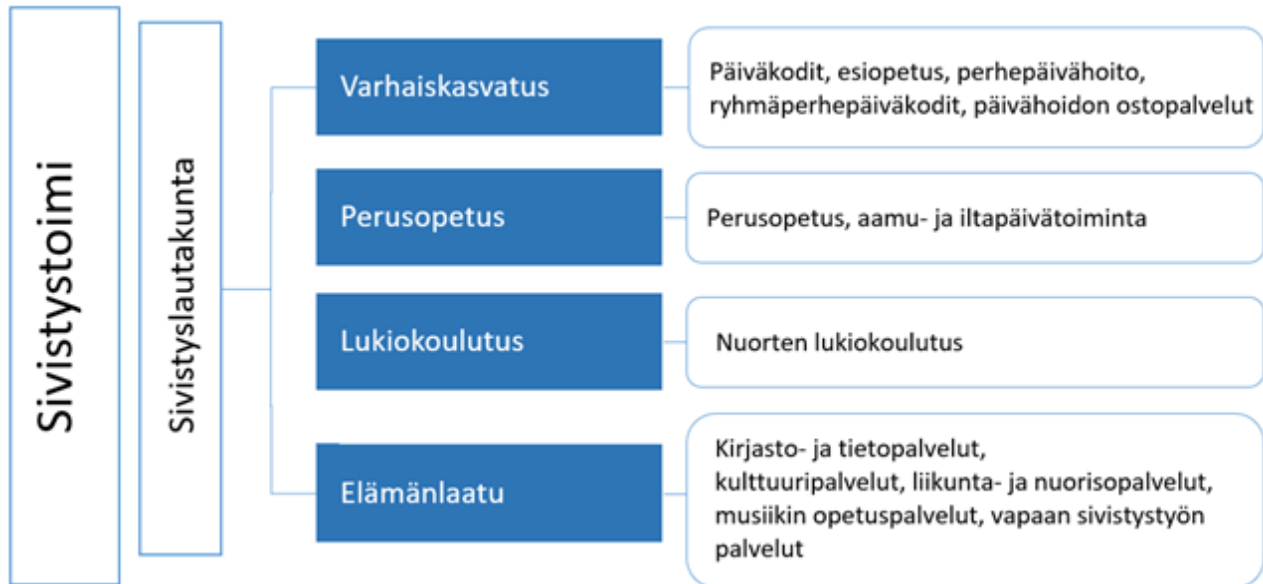 Sivistystoimi
Sivistyslautakunta
Varhaiskasvatus
Päiväkodit, esiopetus, perhepäivähoito,
ryhmäperhepäiväkodit, päivähoidon ostopalvelut
Perusopetus
Perusopetus, aamu- ja iltapäivätoiminta
Lukiokoulutus
Nuorten lukiokoulutus
Elämänlaatu
Kirjasto- ja tietopalvelut,
kulttuuripalvelut, liikunta- ja nuorisopalvelut,
musiikin opetuspalvelut, vapaan sivistystyön
palvelut